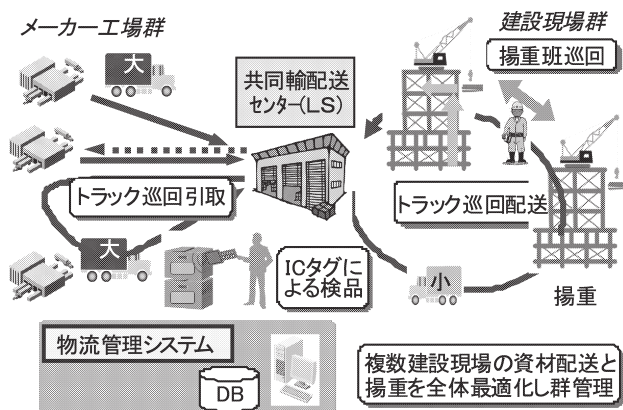 メーカー工場群
建設現場群
大
揚重班巡回
共同輸配送
センター(LS)
トラック巡回引取
トラック巡回配送
大
ICタグに
よる検品
小
揚重
物流管理システム
DB
複数建設現場の資材配送と
揚重を全体最適化し群管理